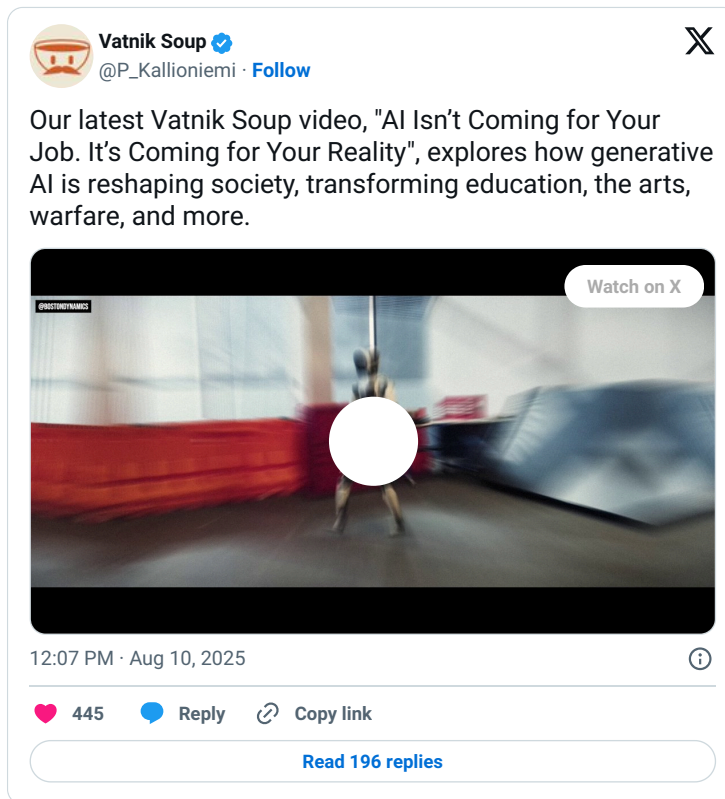 Vatnik Soup
@P_Kallioniemi · Follow
Our latest Vatnik Soup video, "AI Isn’t Coming for Your
Job. It’s Coming for Your Reality", explores how generative
AI is reshaping society, transforming education, the arts,
warfare, and more.
Watch on X
@BOSTONDYNAMICS
12:07 PM · Aug 10, 2025
445 Reply Copy link
Read 196 replies